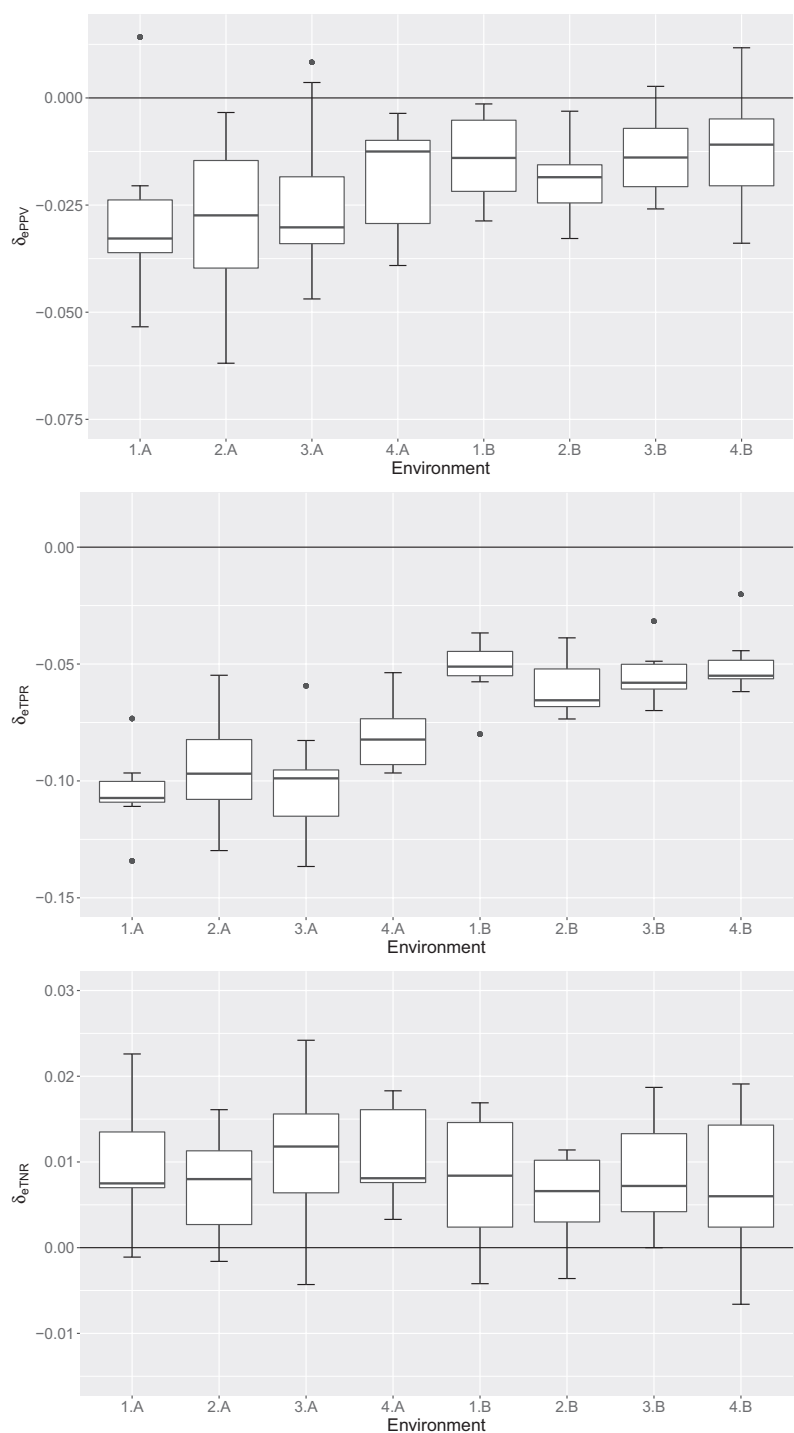 0.000
−0.025
−0.050
−0.075
δePPV
1.A 2.A 3.A 4.A 1.B 2.B 3.B 4.B
Environment
0.00
−0.05
−0.10
−0.15
δeTPR
1.A 2.A 3.A 4.A 1.B 2.B 3.B 4.B
Environment
0.03
0.02
0.01
0.00
−0.01
δeTNR
1.A 2.A 3.A 4.A 1.B 2.B 3.B 4.B
Environment